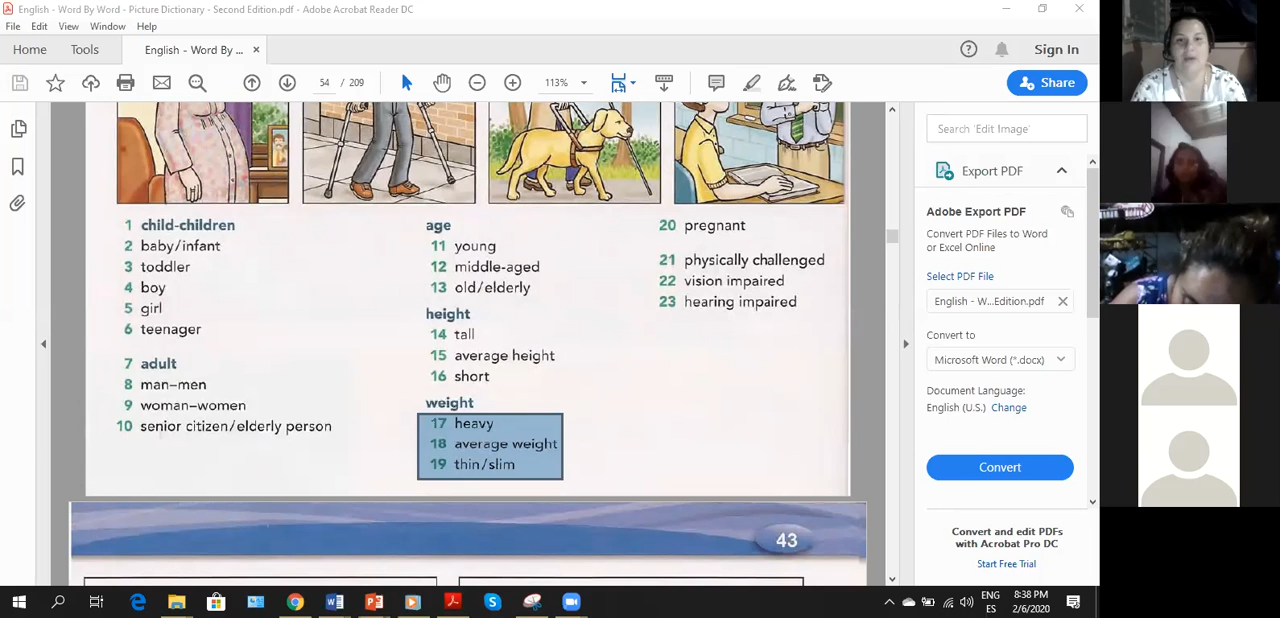 English - Word By Word - Picture Dictionary - Second Edition.pdf - Adobe Acrobat Reader DC
File Edit View Window Help
Home Tools English - Word By ... × Sign In
54 / 209 113% Share
Search 'Edit Image'
Export PDF
Adobe Export PDF
Convert PDF Files to Word
or Excel Online
Select PDF File
English - W...Edition.pdf
Convert to
Microsoft Word (*.docx)
Document Language:
English (U.S.) Change
Convert
Convert and edit PDFs
with Acrobat Pro DC
Start Free Trial
1 child-children
2 baby/infant
3 toddler
4 boy
5 girl
6 teenager
7 adult
8 man–men
9 woman–women
10 senior citizen/elderly person
age
11 young
12 middle-aged
13 old/elderly
height
14 tall
15 average height
16 short
weight
17 heavy
18 average weight
19 thin/slim
20 pregnant
21 physically challenged
22 vision impaired
23 hearing impaired
43
ENG
ES
8:38 PM
2/6/2020